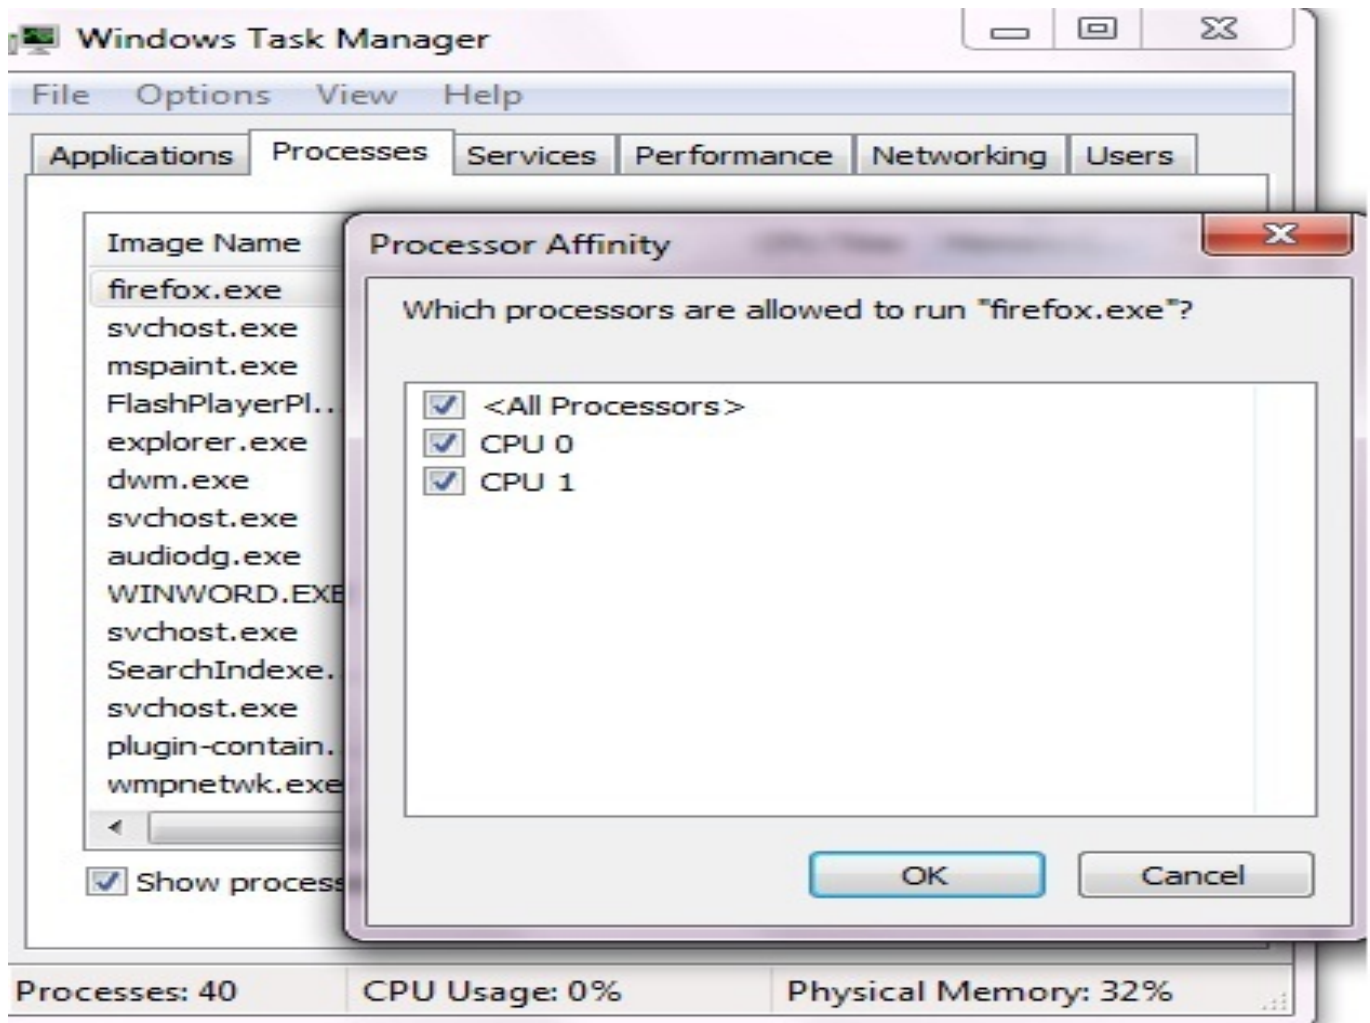 Windows Task Manager
File Options View Help
Applications Processes Services Performance Networking Users
Image Name
firefox.exe
svchost.exe
mspaint.exe
FlashPlayerPl...
explorer.exe
dwm.exe
svchost.exe
audiodg.exe
WINWORD.EXE
svchost.exe
SearchIndexe..
svchost.exe
plugin-contain.
wmpnetwk.exe
Show process
Processor Affinity
Which processors are allowed to run "firefox.exe"?
<All Processors>
CPU 0
CPU 1
OK Cancel
Processes: 40 CPU Usage: 0% Physical Memory: 32%